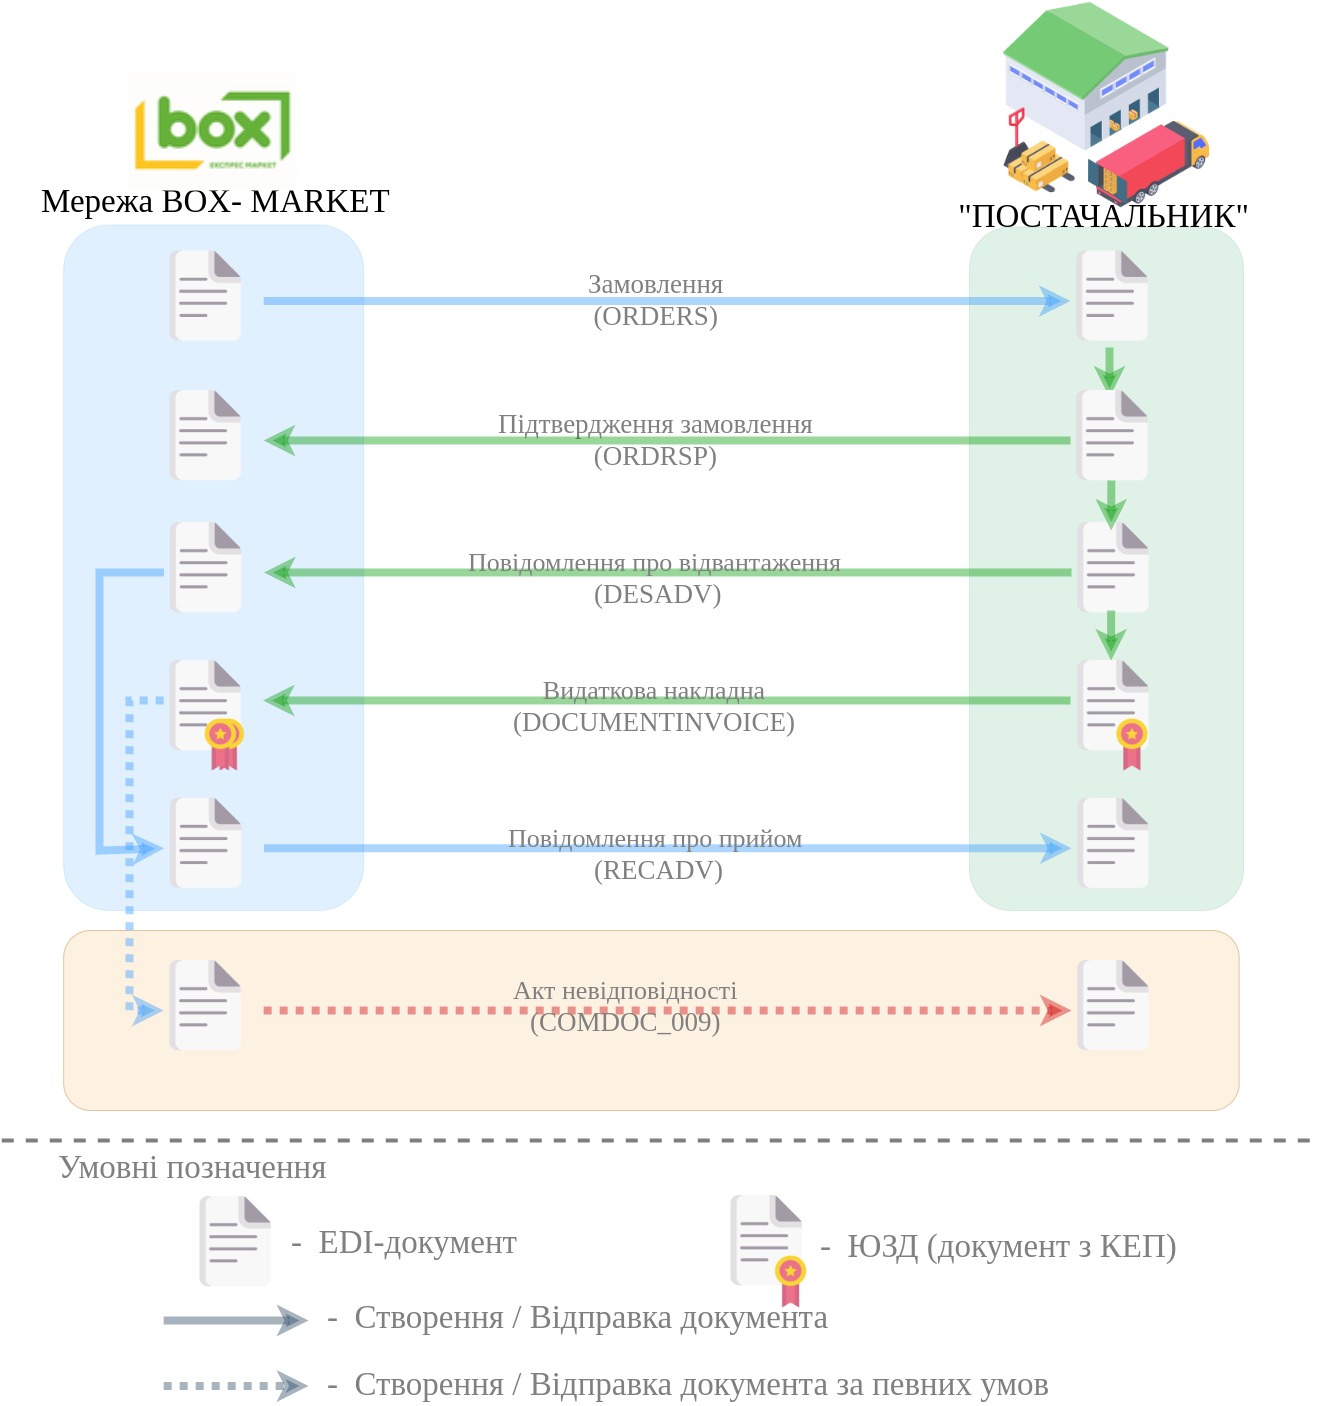 box
ЕКСПРЕС МАРКЕТ
Мережа BOX- MARKET
"ПОСТАЧАЛЬНИК"
Замовлення
(ORDERS)
Підтвердження замовлення
(ORDRSP)
Повідомлення про відвантаження
(DESADV)
Видаткова накладна
(DOCUMENTINVOICE)
Повідомлення про прийом
(RECADV)
Акт невідповідності
(COMDOC_009)
Умовні позначення
- EDI-документ
- ЮЗД (документ з КЕП)
- Створення / Відправка документа
- Створення / Відправка документа за певних умов